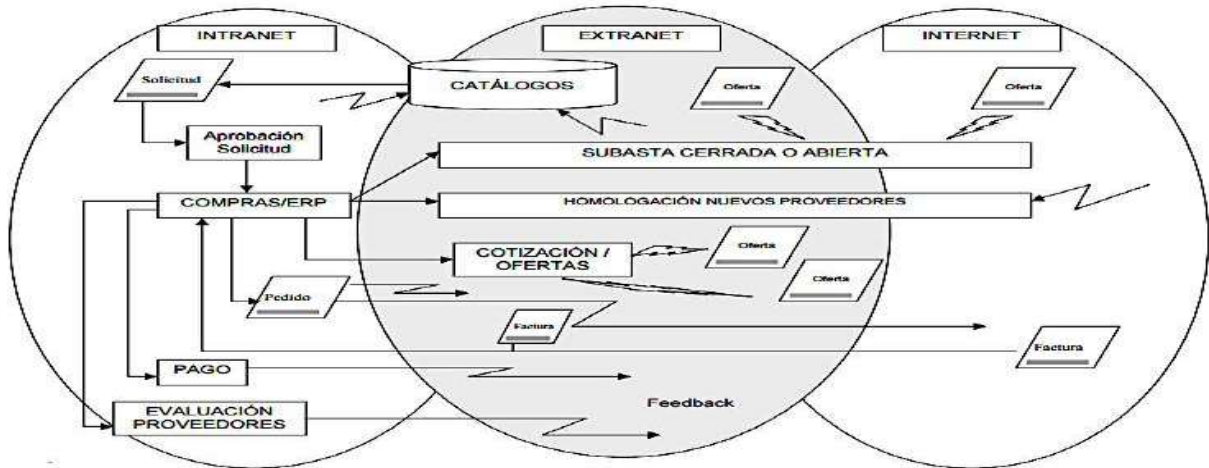 INTRANET
EXTRANET
INTERNET
Solicitud
CATÁLOGOS
Oferta
Oferta
Aprobación
Solicitud
SUBASTA CERRADA O ABIERTA
COMPRAS/ERP
HOMOLOGACIÓN NUEVOS PROVEEDORES
COTIZACIÓN /
OFERTAS
Oferta
Oferta
Pedido
Factura
Factura
PAGO
Feedback
EVALUACIÓN
PROVEEDORES